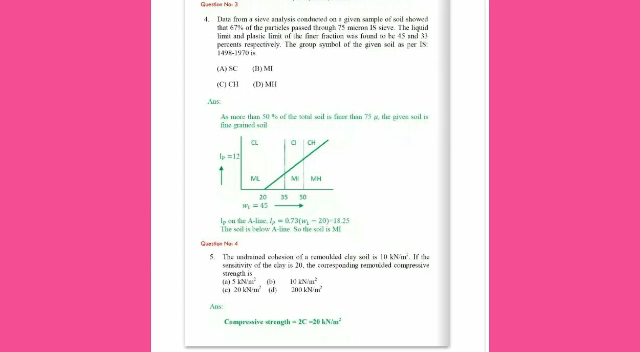 Question No: 3
4. Data from a sieve analysis conducted on a given sample of soil showed
that 67% of the particles passed through 75 micron IS sieve. The liquid
limit and plastic limit of the finer fraction was found to be 45 and 33
percents respectively. The group symbol of the given soil as per IS:
1498-1970 is
(A) SC (B) MI
(C) CH (D) MH
Ans:
As more than 50 % of the total soil is finer than 75 μ, the given soil is
fine grained soil
CL CI CH
Ip =12
ML MI MH
20 35 50
WL = 45
Ip on the A-line, Ip = 0.73(wL − 20)=18.25
The soil is below A-line. So the soil is MI
Question No: 4
5. The undrained cohesion of a remoulded clay soil is 10 kN/m². If the
sensitivity of the clay is 20, the corresponding remoulded compressive
strength is
(a) 5 kN/m² (b) 10 kN/m²
(c) 20 kN/m² (d) 200 kN/m²
Ans:
Compressive strength = 2C =20 kN/m²